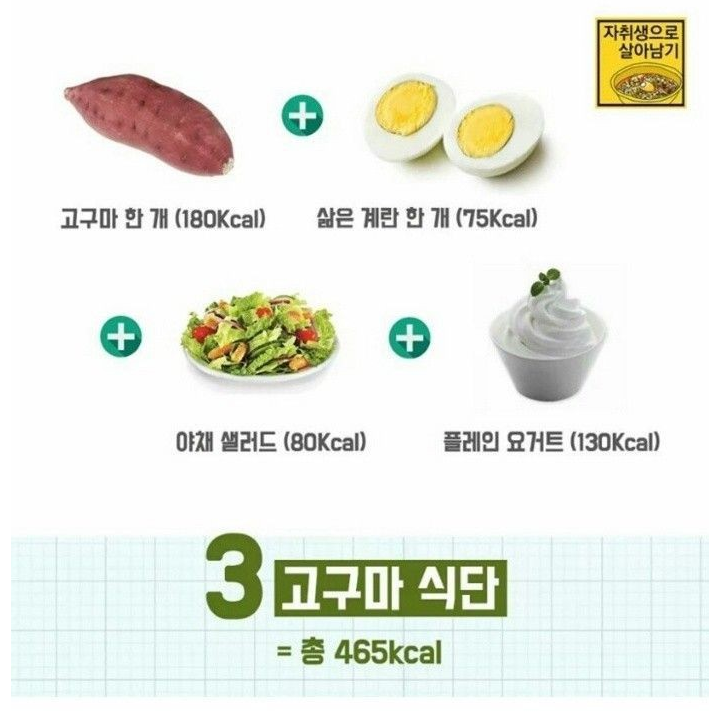 자취생으로
살아남기
고구마 한 개 (180Kcal)
삶은 계란 한 개 (75Kcal)
야채 샐러드 (80Kcal)
플레인 요거트 (130Kcal)
3 고구마 식단
= 총 465kcal